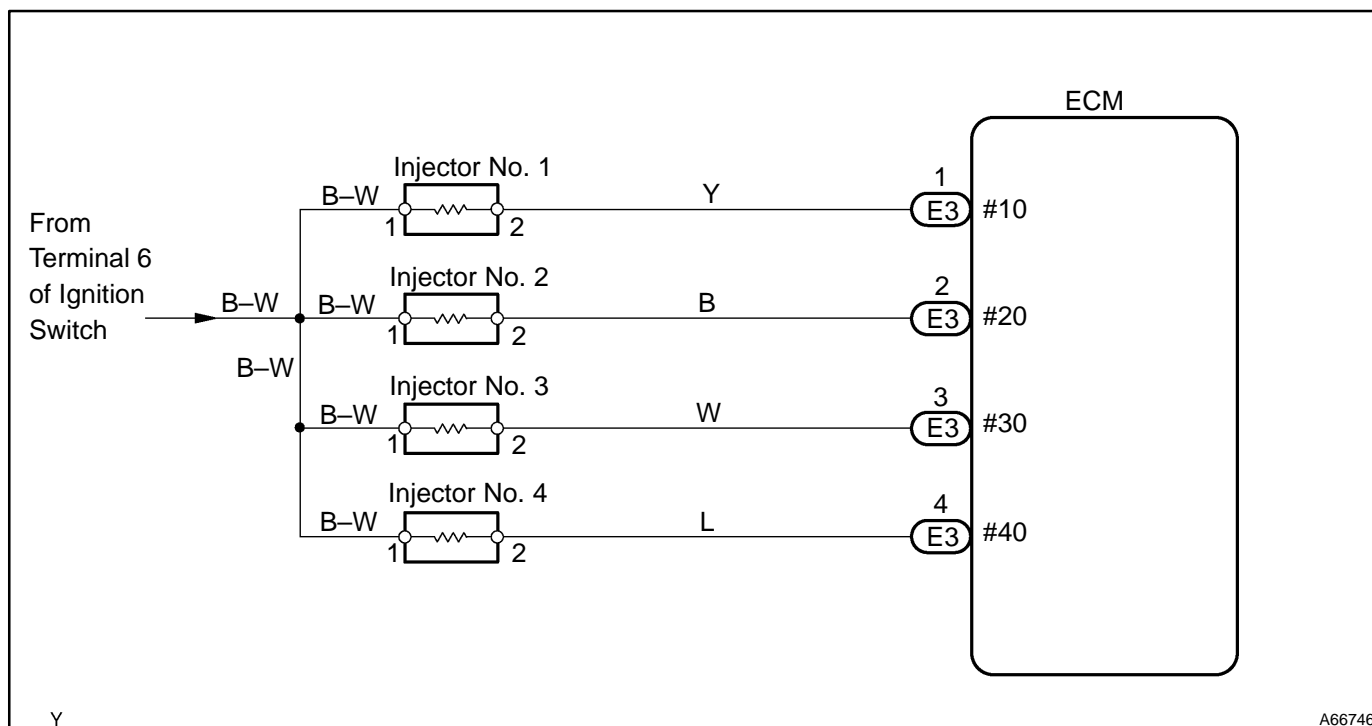 ECM
From
Terminal 6
of Ignition
Switch
B–W
B–W
Injector No. 1
B–W
1
2
Y
1
E3
#10
Injector No. 2
B–W
1
2
B
2
E3
#20
Injector No. 3
B–W
1
2
W
3
E3
#30
Injector No. 4
B–W
1
2
L
4
E3
#40
Y
A66746